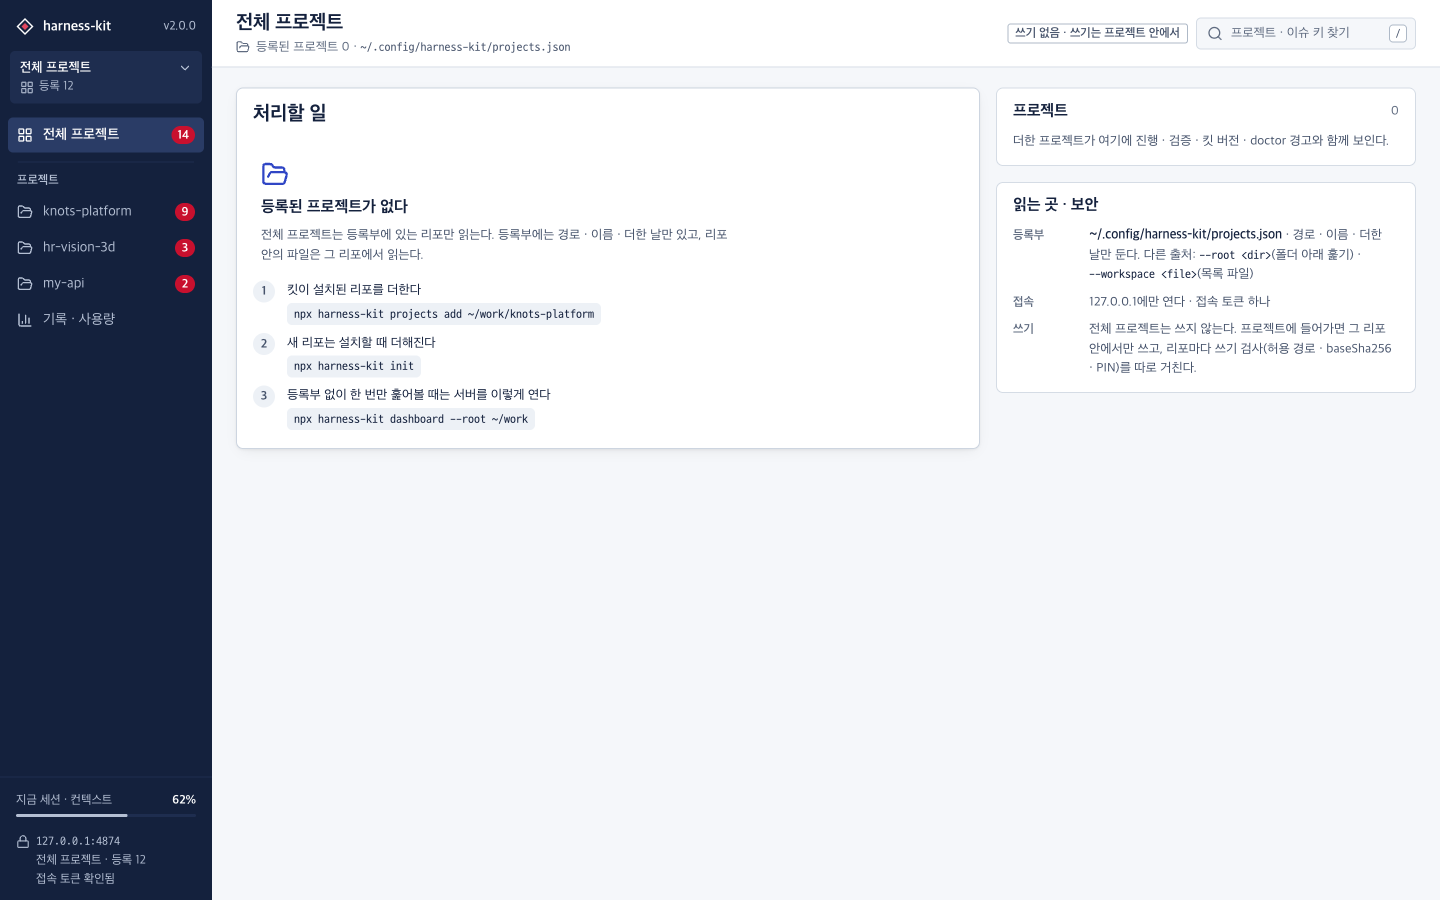 harness-kit
v2.0.0
전체 프로젝트
등록 12
전체 프로젝트
14
프로젝트
knots-platform
9
hr-vision-3d
3
my-api
2
기록 · 사용량
지금 세션 · 컨텍스트
62%
127.0.0.1:4874
전체 프로젝트 · 등록 12
접속 토큰 확인됨
전체 프로젝트
등록된 프로젝트 0 · ~/.config/harness-kit/projects.json
쓰기 없음 · 쓰기는 프로젝트 안에서
프로젝트 · 이슈 키 찾기
/
처리할 일
등록된 프로젝트가 없다
전체 프로젝트는 등록부에 있는 리포만 읽는다. 등록부에는 경로 · 이름 · 더한 날만 있고, 리포
안의 파일은 그 리포에서 읽는다.
1
킷이 설치된 리포를 더한다
npx harness-kit projects add ~/work/knots-platform
2
새 리포는 설치할 때 더해진다
npx harness-kit init
3
등록부 없이 한 번만 훑어볼 때는 서버를 이렇게 연다
npx harness-kit dashboard --root ~/work
프로젝트
0
더한 프로젝트가 여기에 진행 · 검증 · 킷 버전 · doctor 경고와 함께 보인다.
읽는 곳 · 보안
등록부
~/.config/harness-kit/projects.json · 경로 · 이름 · 더한
날만 둔다. 다른 출처: --root <dir>(폴더 아래 훑기) ·
--workspace <file>(목록 파일)
접속
127.0.0.1에만 연다 · 접속 토큰 하나
쓰기
전체 프로젝트는 쓰지 않는다. 프로젝트에 들어가면 그 리포
안에서만 쓰고, 리포마다 쓰기 검사(허용 경로 · baseSha256
· PIN)를 따로 거친다.